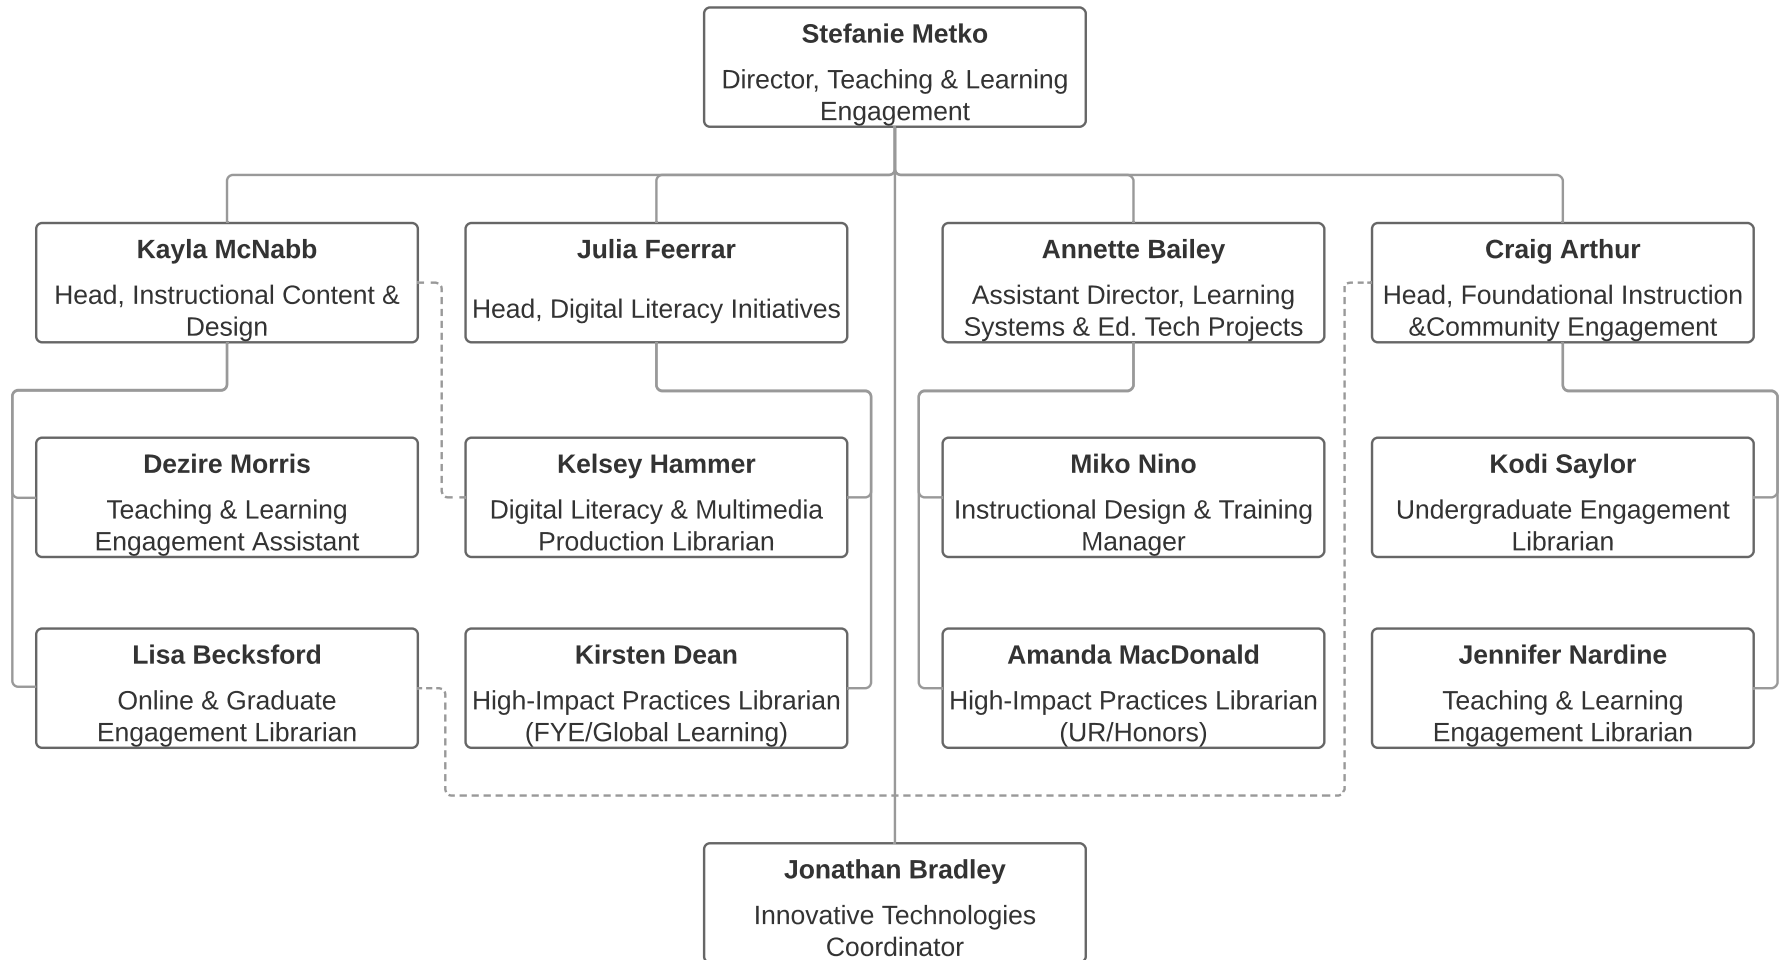 Stefanie Metko
Director, Teaching & Learning
Engagement
Kayla McNabb
Head, Instructional Content &
Design
Julia Feerrar
Head, Digital Literacy Initiatives
Annette Bailey
Assistant Director, Learning
Systems & Ed. Tech Projects
Craig Arthur
Head, Foundational Instruction
&Community Engagement
Dezire Morris
Teaching & Learning
Engagement Assistant
Kelsey Hammer
Digital Literacy & Multimedia
Production Librarian
Miko Nino
Instructional Design & Training
Manager
Kodi Saylor
Undergraduate Engagement
Librarian
Lisa Becksford
Online & Graduate
Engagement Librarian
Kirsten Dean
High-Impact Practices Librarian
(FYE/Global Learning)
Amanda MacDonald
High-Impact Practices Librarian
(UR/Honors)
Jennifer Nardine
Teaching & Learning
Engagement Librarian
Jonathan Bradley
Innovative Technologies
Coordinator